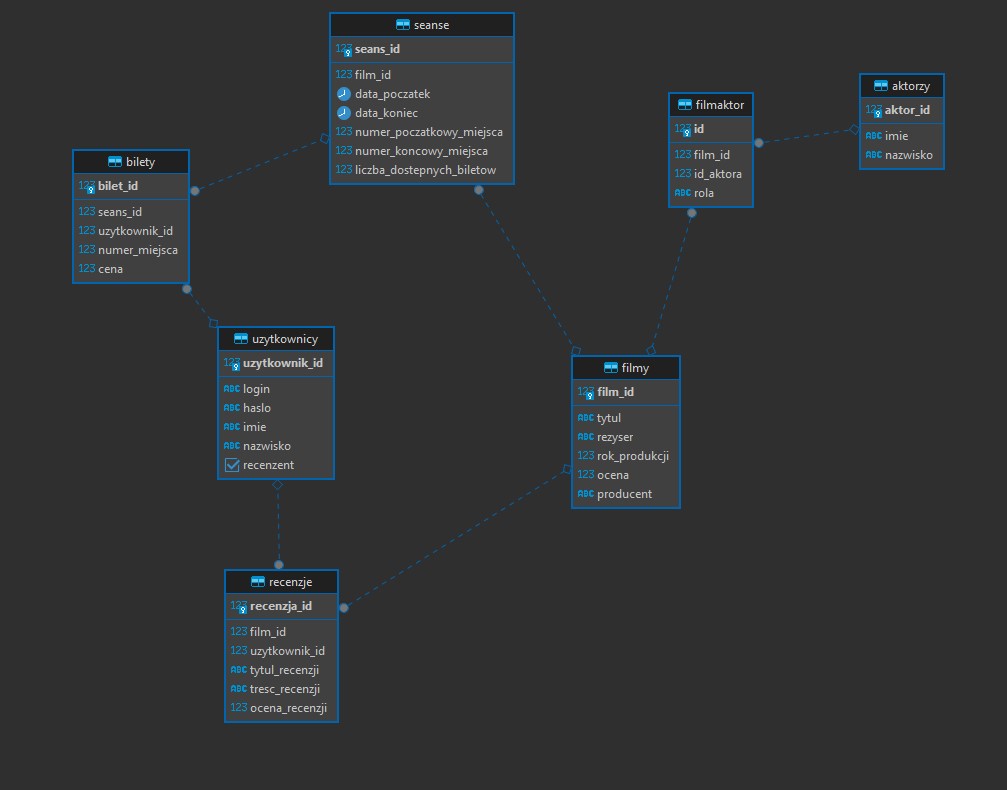 seanse
123 seans_id
123 film_id
data_poczatek
data_koniec
123 numer_poczatkowy_miejsca
123 numer_koncowy_miejsca
123 liczba_dostepnych_biletow
aktorzy
123 aktor_id
ABC imie
ABC nazwisko
filmaktor
123 id
123 film_id
123 id_aktora
ABC rola
bilety
123 bilet_id
123 seans_id
123 uzytkownik_id
123 numer_miejsca
123 cena
uzytkownicy
123 uzytkownik_id
ABC login
ABC haslo
ABC imie
ABC nazwisko
recenzent
filmy
123 film_id
ABC tytul
ABC rezyser
123 rok_produkcji
123 ocena
ABC producent
recenzje
123 recenzja_id
123 film_id
123 uzytkownik_id
ABC tytul_recenzji
ABC tresc_recenzji
123 ocena_recenzji